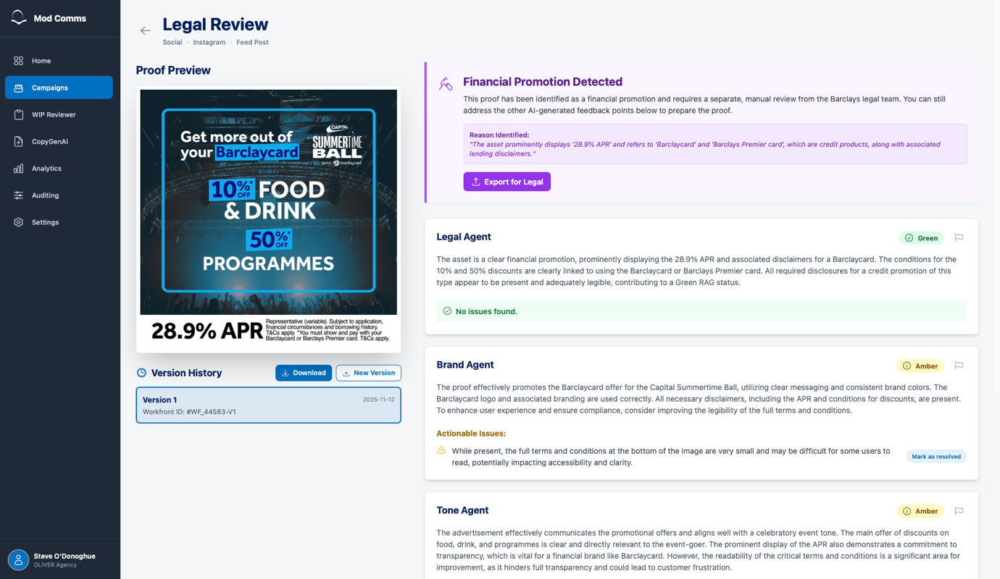 Mod Comms
Home
Campaigns
WIP Reviewer
CopyGenAI
Analytics
Auditing
Settings
Steve O'Donoghue
OLIVER Agency
Legal Review
Social • Instagram • Feed Post
Proof Preview
Get more out of
your Barclaycard
CAPITAL
SUMMERTIME
BALL
WITH barclaycard
10%* OFF FOOD
& DRINK
50%* OFF
PROGRAMMES
28.9% APR
Representative (variable). Subject to application,
financial circumstances and borrowing history.
T&Cs apply. *You must show and pay with your
Barclaycard or Barclays Premier card. T&Cs apply.
Version History
Download
New Version
Version 1
2025-11-12
Workfront ID: #WF_44583-V1
Financial Promotion Detected
This proof has been identified as a financial promotion and requires a separate, manual review from the Barclays legal team. You can still
address the other AI-generated feedback points below to prepare the proof.
Reason Identified:
"The asset prominently displays '28.9% APR' and refers to 'Barclaycard' and 'Barclays Premier card', which are credit products, along with associated
lending disclaimers."
Export for Legal
Legal Agent
Green
The asset is a clear financial promotion, prominently displaying the 28.9% APR and associated disclaimers for a Barclaycard. The conditions for the
10% and 50% discounts are clearly linked to using the Barclaycard or Barclays Premier card. All required disclosures for a credit promotion of this
type appear to be present and adequately legible, contributing to a Green RAG status.
No issues found.
Brand Agent
Amber
The proof effectively promotes the Barclaycard offer for the Capital Summertime Ball, utilizing clear messaging and consistent brand colors. The
Barclaycard logo and associated branding are used correctly. All necessary disclaimers, including the APR and conditions for discounts, are present.
To enhance user experience and ensure compliance, consider improving the legibility of the full terms and conditions.
Actionable Issues:
While present, the full terms and conditions at the bottom of the image are very small and may be difficult for some users to
read, potentially impacting accessibility and clarity.
Mark as resolved
Tone Agent
Amber
The advertisement effectively communicates the promotional offers and aligns well with a celebratory event tone. The main offer of discounts on
food, drink, and programmes is clear and directly relevant to the event-goer. The prominent display of the APR also demonstrates a commitment to
transparency, which is vital for a financial brand like Barclaycard. However, the readability of the critical terms and conditions is a significant area for
improvement, as it hinders full transparency and could lead to customer frustration.